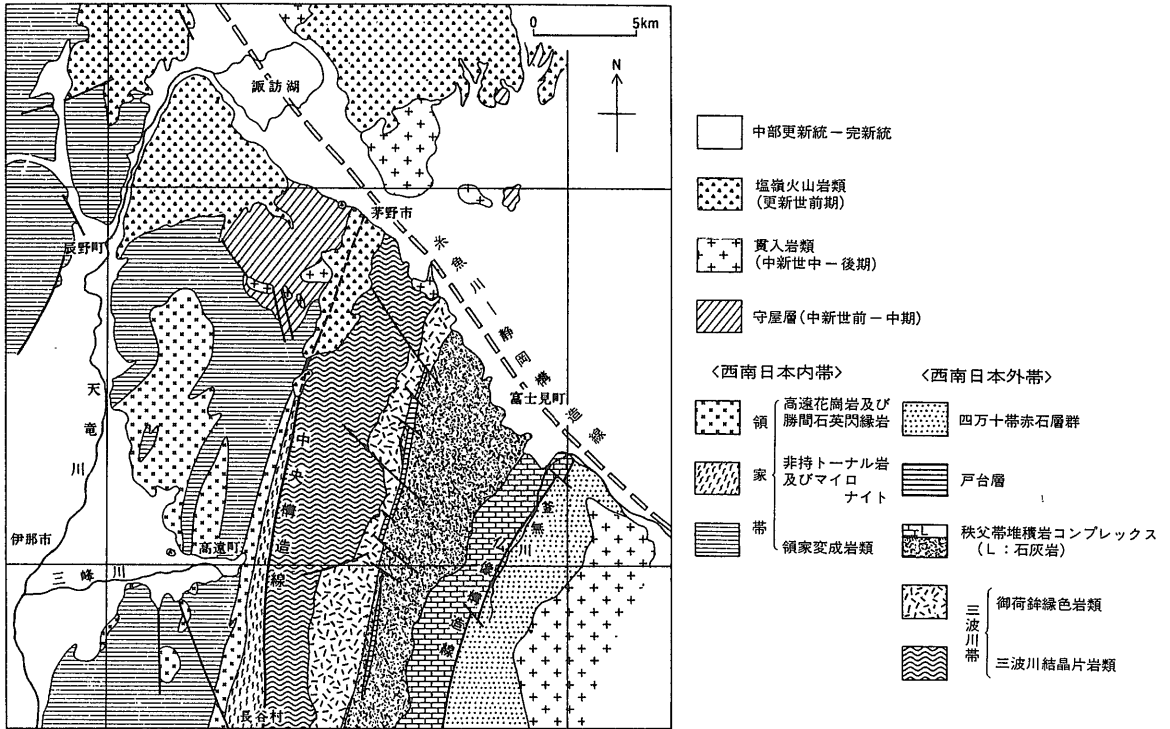 0
5km
N
諏訪湖
茅野市
辰野町
糸魚川ー静岡構造線
富士見町
天竜川
中央構造線
釜無川
伊那市
高遠町
三峰川
仏像構造線
長谷村
中部更新統ー完新統
塩嶺火山岩類
(更新世前期)
貫入岩類
(中新世中ー後期)
守屋層(中新世前ー中期)
<西南日本内帯>
領家帯
高遠花崗岩及び
勝間石英閃緑岩
非持トーナル岩
及びマイロ
ナイト
領家変成岩類
<西南日本外帯>
四万十帯赤石層群
戸台層
L
秩父帯堆積岩コンプレックス
(L:石灰岩)
三波川帯
御荷鉾緑色岩類
三波川結晶片岩類